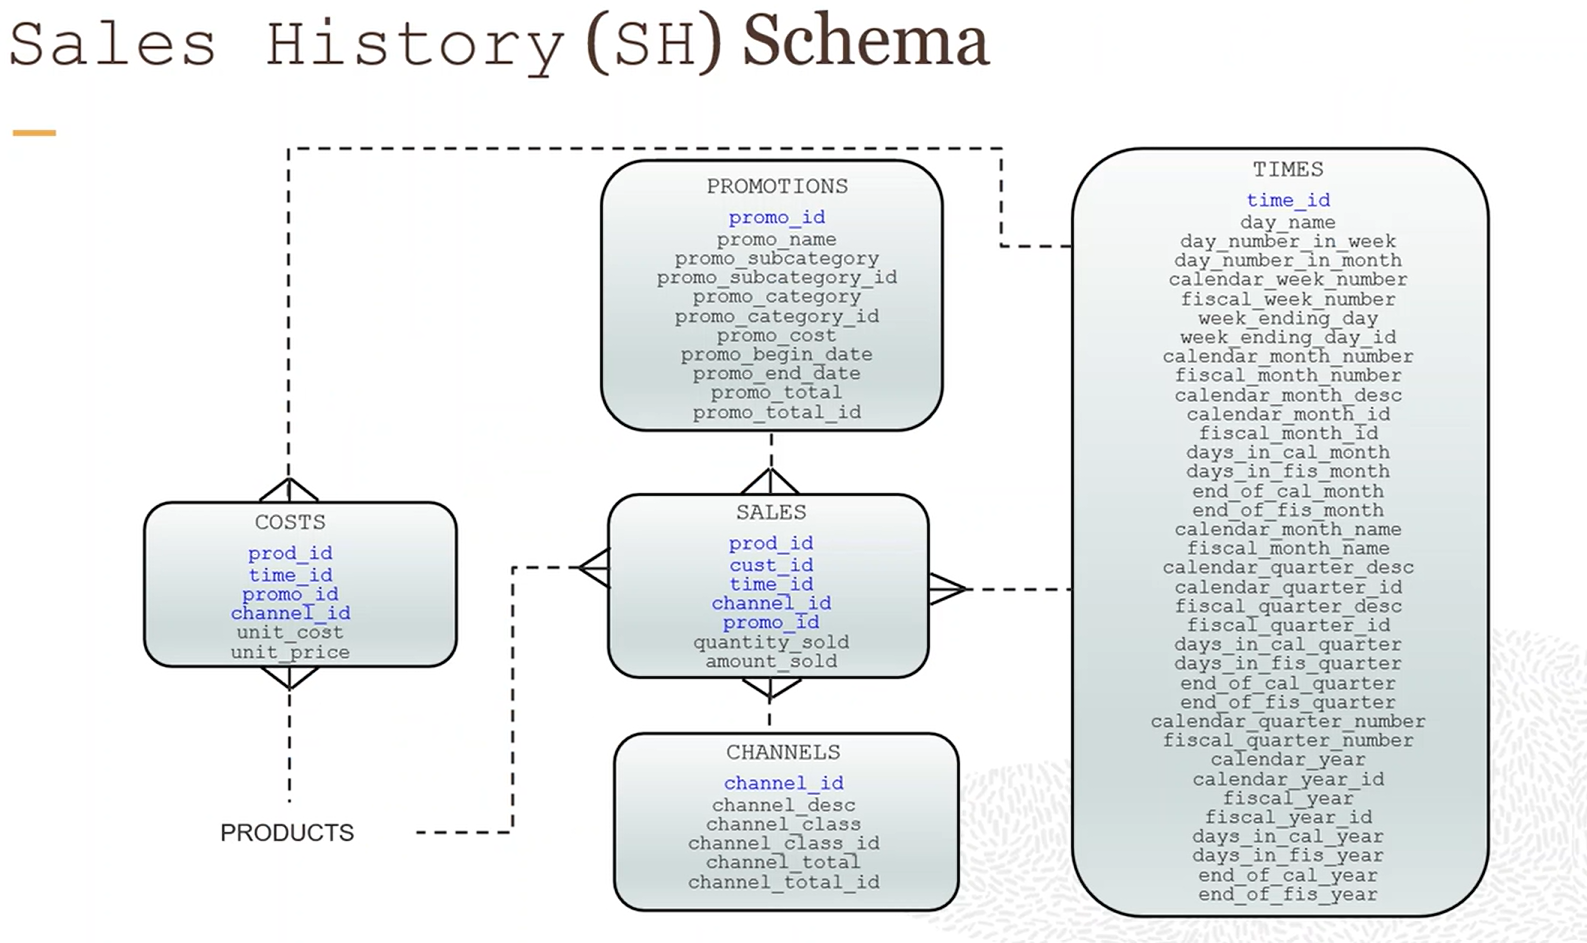 Sales History (SH) Schema
PROMOTIONS
promo_id
promo_name
promo_subcategory
promo_subcategory_id
promo_category
promo_category_id
promo_cost
promo_begin_date
promo_end_date
promo_total
promo_total_id
TIMES
time_id
day_name
day_number_in_week
day_number_in_month
calendar_week_number
fiscal_week_number
week_ending_day
week_ending_day_id
calendar_month_number
fiscal_month_number
calendar_month_desc
calendar_month_id
fiscal_month_id
days_in_cal_month
days_in_fis_month
end_of_cal_month
end_of_fis_month
calendar_month_name
fiscal_month_name
calendar_quarter_desc
calendar_quarter_id
fiscal_quarter_desc
fiscal_quarter_id
days_in_cal_quarter
days_in_fis_quarter
end_of_cal_quarter
end_of_fis_quarter
calendar_quarter_number
fiscal_quarter_number
calendar_year
calendar_year_id
fiscal_year
fiscal_year_id
days_in_cal_year
days_in_fis_year
end_of_cal_year
end_of_fis_year
COSTS
prod_id
time_id
promo_id
channel_id
unit_cost
unit_price
SALES
prod_id
cust_id
time_id
channel_id
promo_id
quantity_sold
amount_sold
CHANNELS
channel_id
channel_desc
channel_class
channel_class_id
channel_total
channel_total_id
PRODUCTS